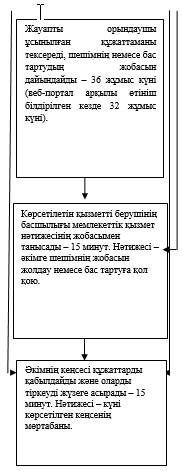 Жауапты орындаушы
ұсынылған құжаттаманы
тексереді, шешімнің немесе бас
тартудың жобасын
дайындайды – 36 жұмыс күні
(веб-портал арқылы өтініш
білдірілген кезде 32 жұмыс
күні).
Көрсетілетін қызметті берушінің
басшылығы мемлекеттік қызмет
нәтижесінің жобасымен
танысады – 15 минут. Нәтижесі –
әкімге шешімнің жобасын
жолдау немесе бас тартуға қол
қою.
Әкімнің кеңсесі құжаттарды
қабылдайды және оларды
тіркеуді жүзеге асырады – 15
минут. Нәтижесі – күні
көрсетілген кеңсенің
мөртабаны.